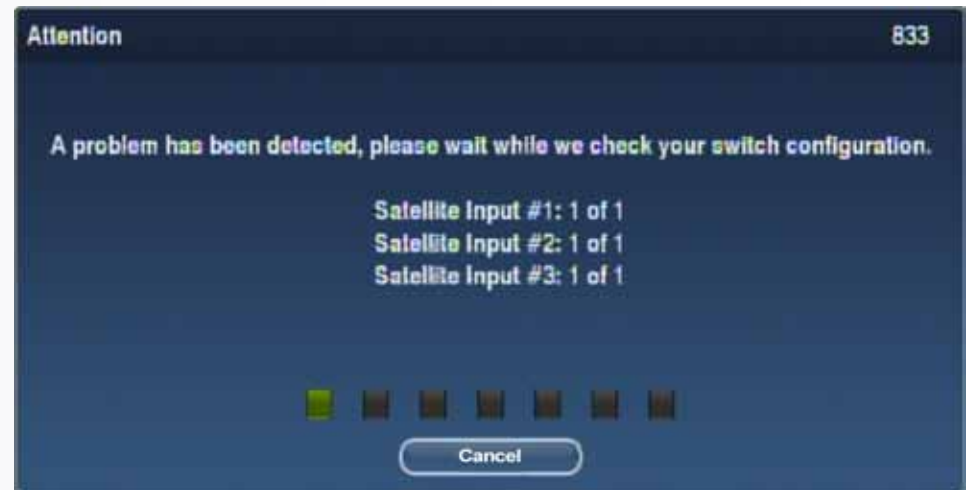 Attention 833
A problem has been detected, please wait while we check your switch configuration.
Satellite Input #1: 1 of 1
Satellite Input #2: 1 of 1
Satellite Input #3: 1 of 1
Cancel